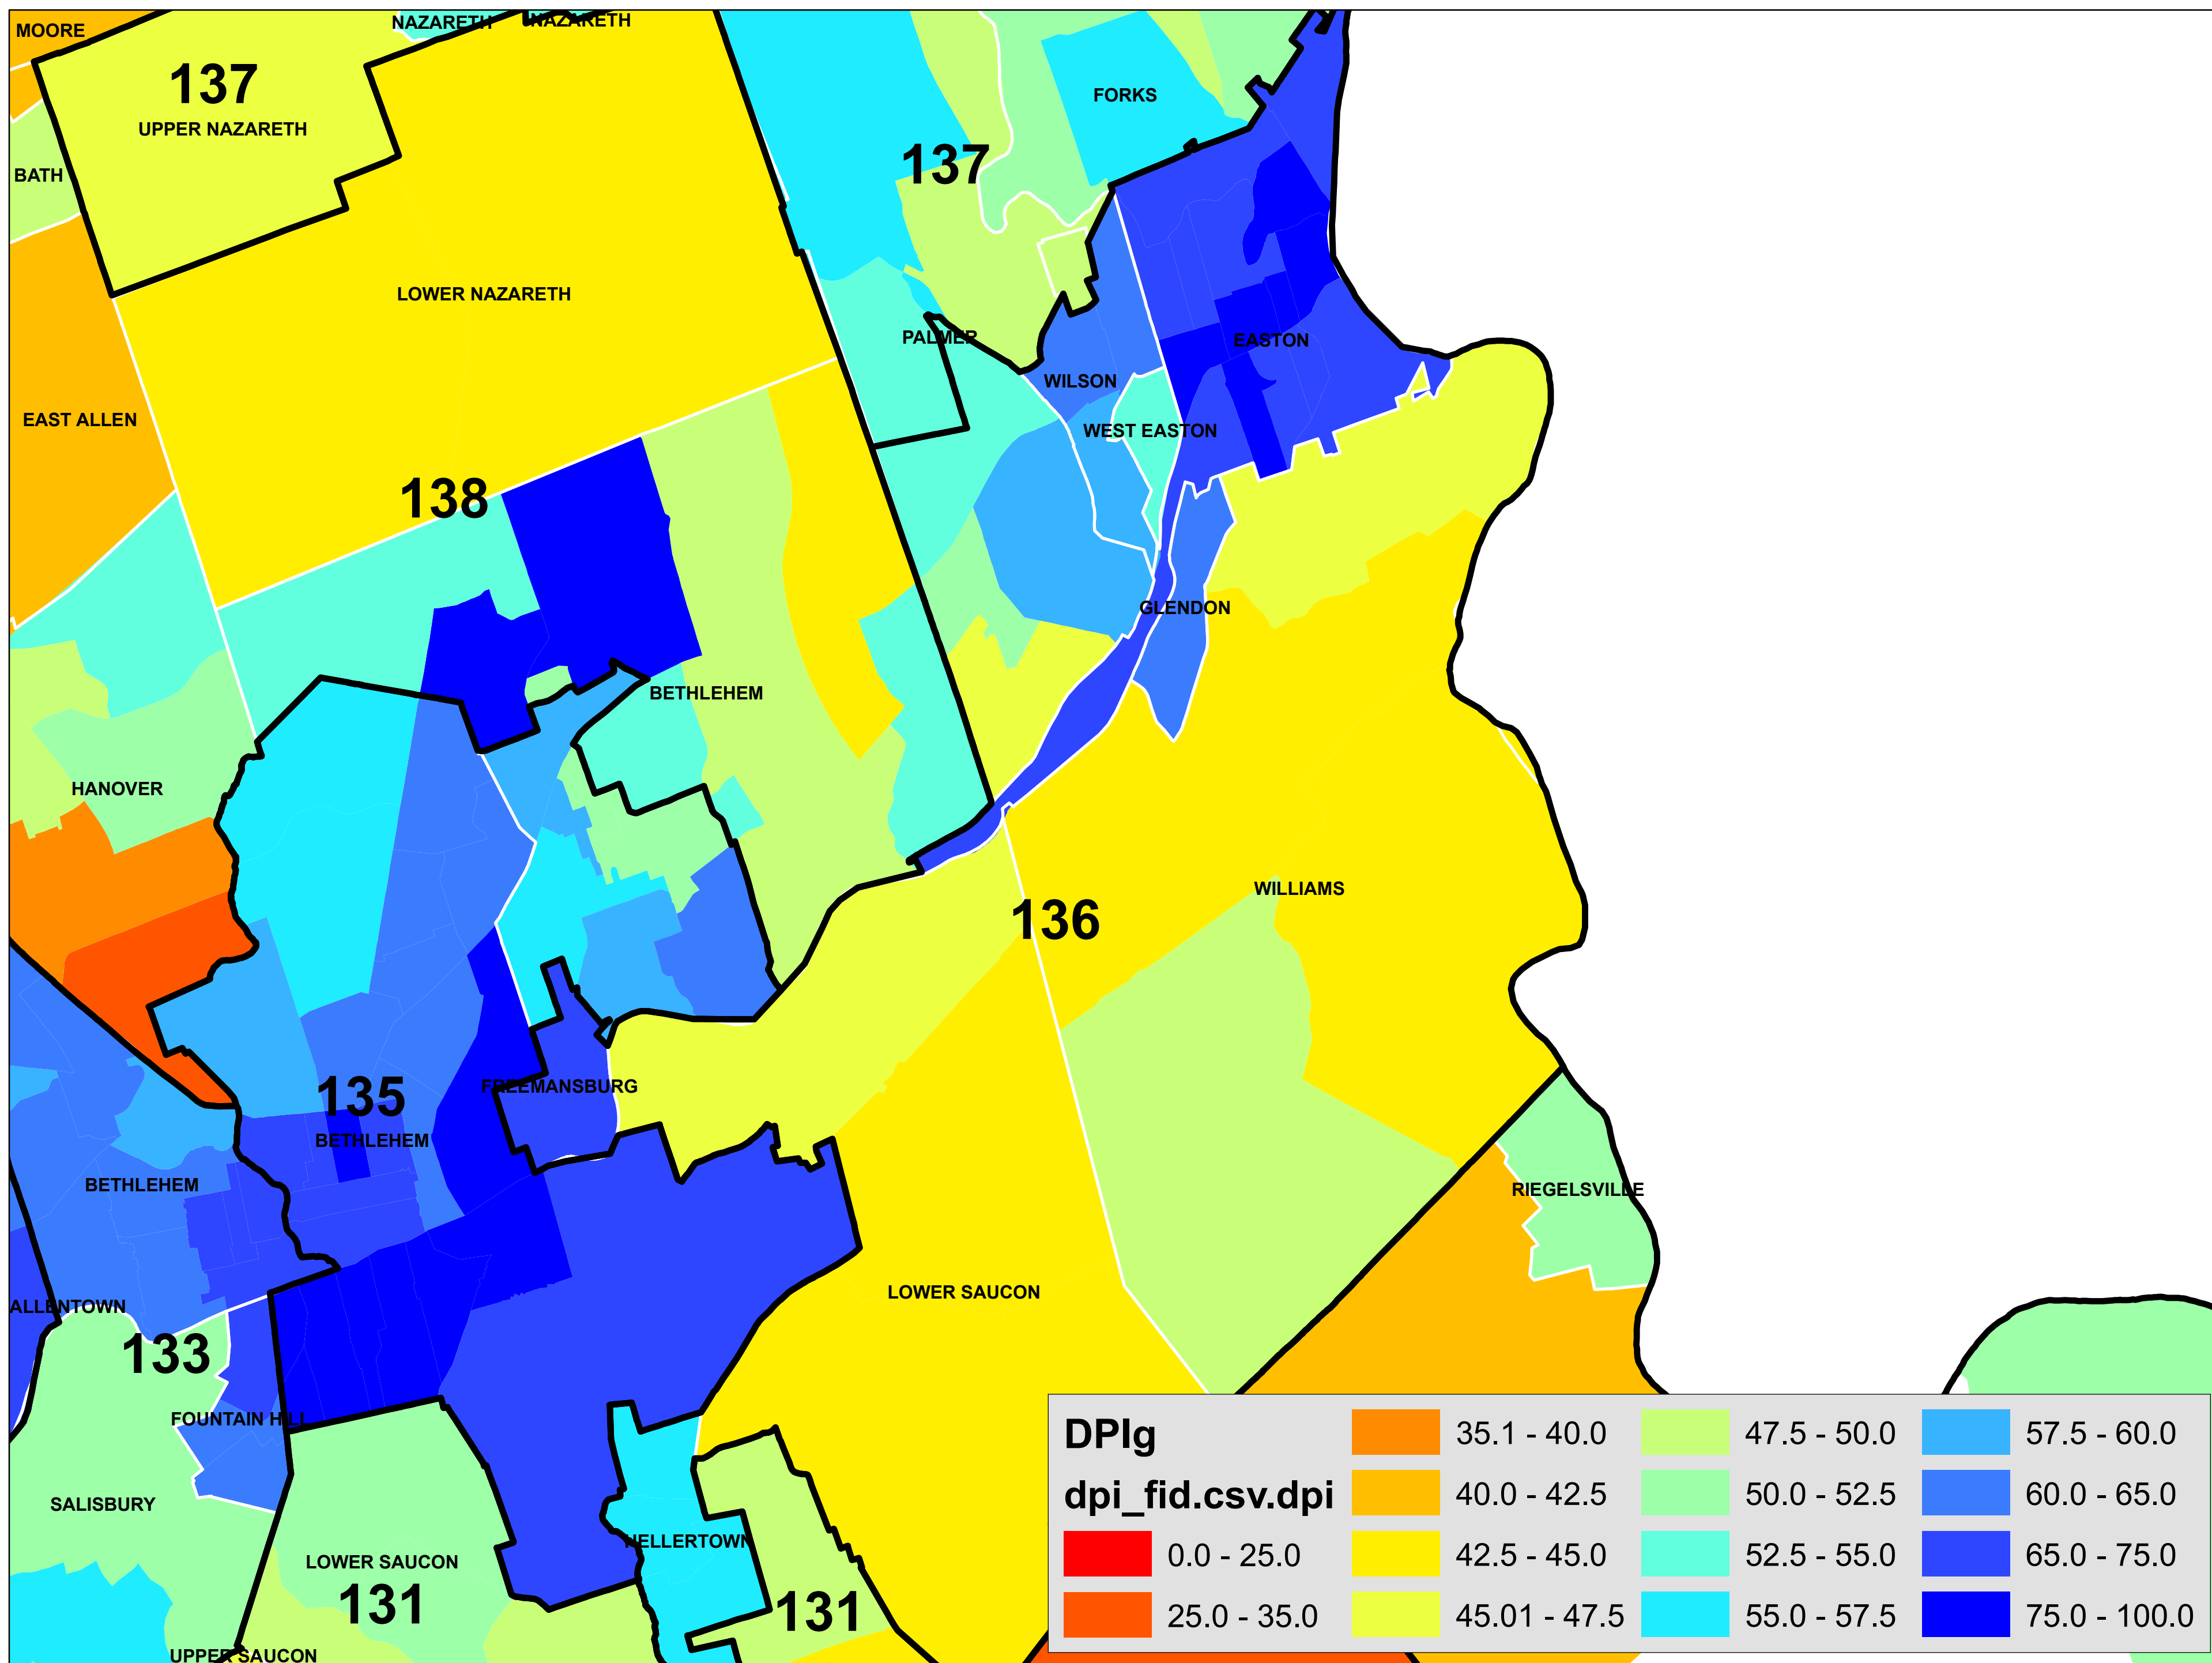 MOORE
NAZARETH
NAZARETH
137
UPPER NAZARETH
FORKS
137
BATH
LOWER NAZARETH
PALMER
EASTON
WILSON
EAST ALLEN
WEST EASTON
138
GLENDON
BETHLEHEM
HANOVER
WILLIAMS
136
135
FREEMANSBURG
BETHLEHEM
BETHLEHEM
RIEGELSVILLE
LOWER SAUCON
ALLENTOWN
133
FOUNTAIN HILL
SALISBURY
HELLERTOWN
LOWER SAUCON
131
131
UPPER SAUCON
DPIg
dpi_fid.csv.dpi
0.0 - 25.0
25.0 - 35.0
35.1 - 40.0
40.0 - 42.5
42.5 - 45.0
45.01 - 47.5
47.5 - 50.0
50.0 - 52.5
52.5 - 55.0
55.0 - 57.5
57.5 - 60.0
60.0 - 65.0
65.0 - 75.0
75.0 - 100.0